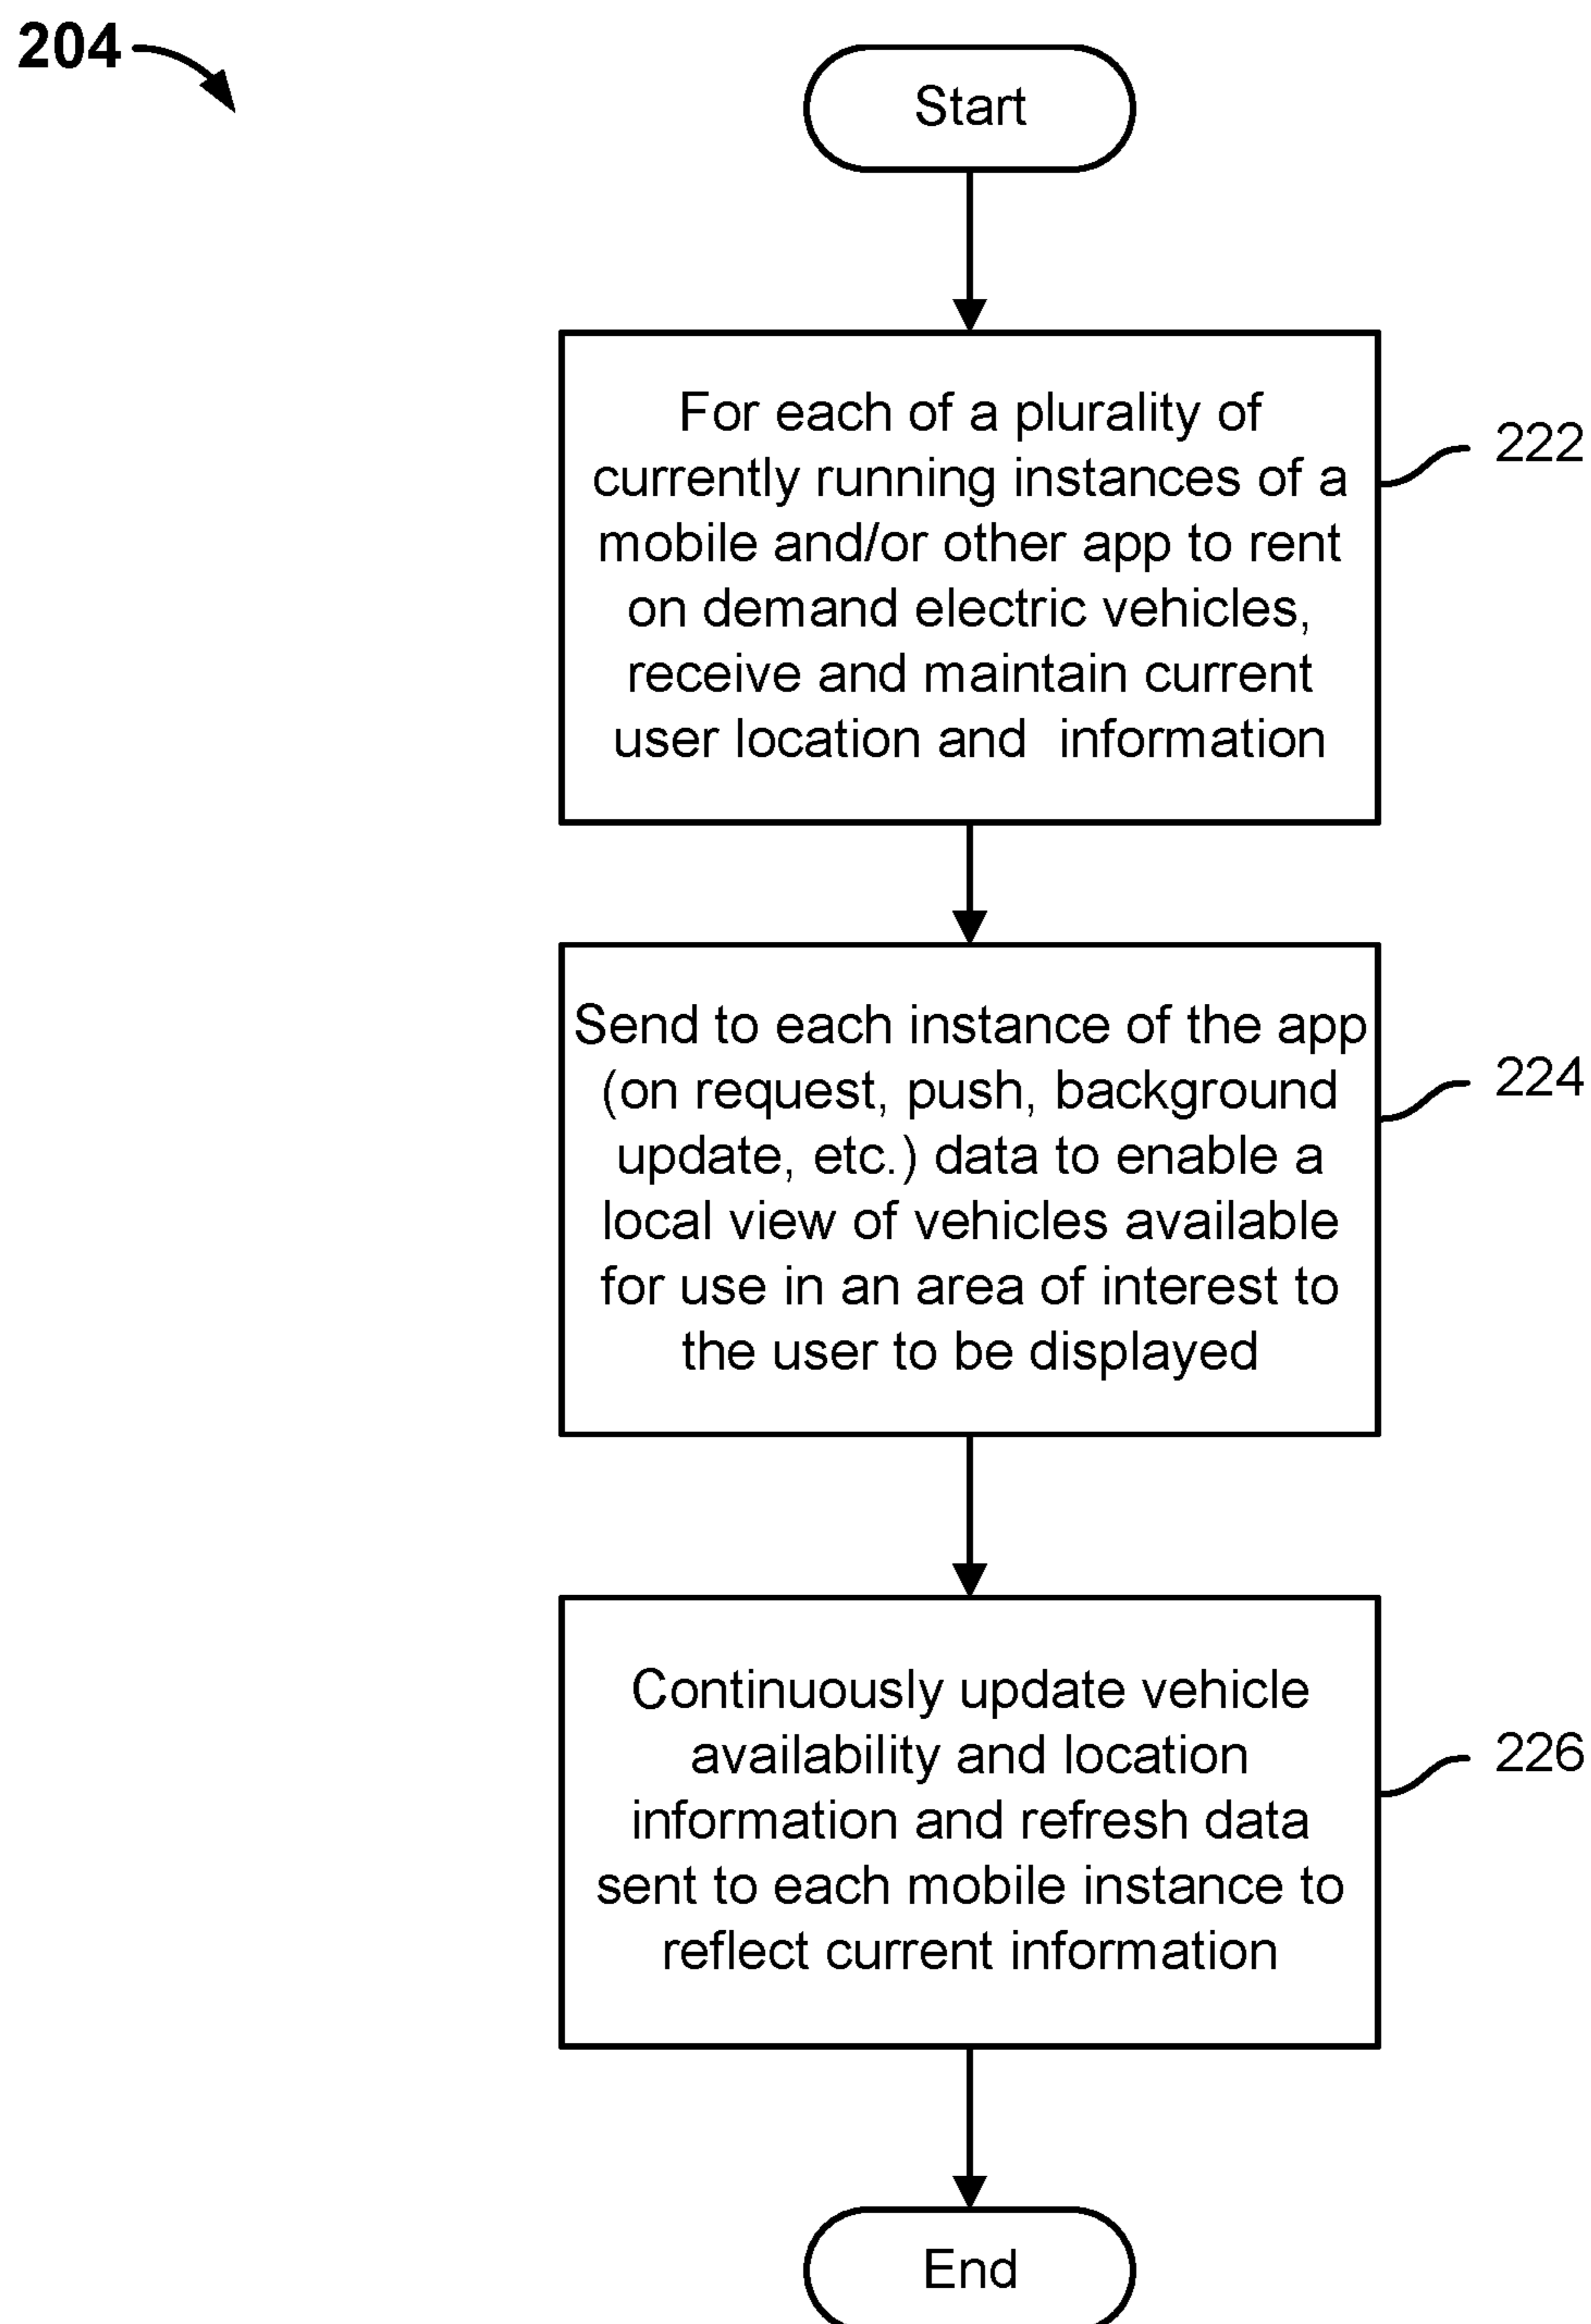 204
Start
For each of a plurality of
currently running instances of a
mobile and/or other app to rent
on demand electric vehicles,
receive and maintain current
user location and  information
222
Send to each instance of the app
(on request, push, background
update, etc.) data to enable a
local view of vehicles available
for use in an area of interest to
the user to be displayed
224
Continuously update vehicle
availability and location
information and refresh data
sent to each mobile instance to
reflect current information
226
End